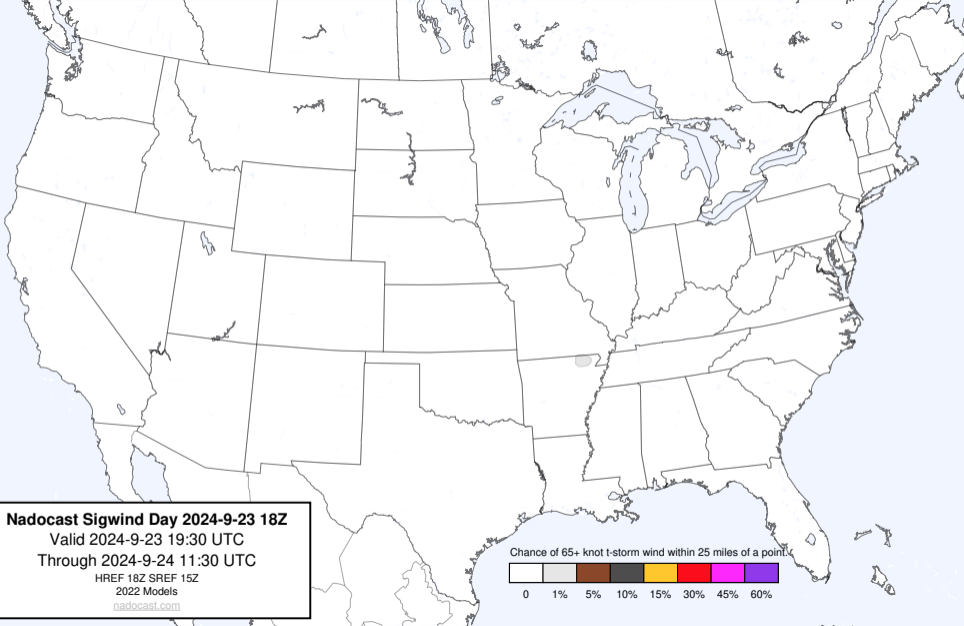 Nadocast Sigwind Day 2024-9-23 18Z
Valid 2024-9-23 19:30 UTC
Through 2024-9-24 11:30 UTC
HREF 18Z SREF 15Z
2022 Models
nadocast.com
Chance of 65+ knot t-storm wind within 25 miles of a point.
0 1% 5% 10% 15% 30% 45% 60%